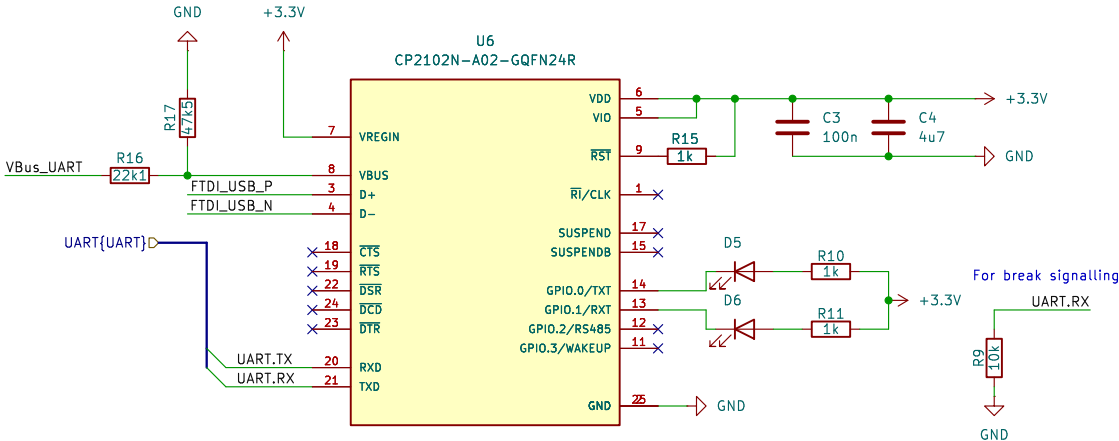 GND
+3.3V
U6
CP2102N-A02-GQFN24R
R17
47k5
VBus_UART
R16
22k1
FTDI_USB_P
FTDI_USB_N
UART{UART}
UART.TX
UART.RX
7 VREGIN
8 VBUS
3 D+
4 D-
18 CTS
19 RTS
22 DSR
24 DCD
23 DTR
20 RXD
21 TXD
VDD 6
VIO 5
RST 9
RI/CLK 1
SUSPEND 17
SUSPENDB 15
GPIO.0/TXT 14
GPIO.1/RXT 13
GPIO.2/RS485 12
GPIO.3/WAKEUP 11
GND
GND
R15
1k
C3
100n
C4
4u7
+3.3V
GND
D5
R10
1k
D6
R11
1k
+3.3V
For break signalling
UART.RX
R9
10k
GND